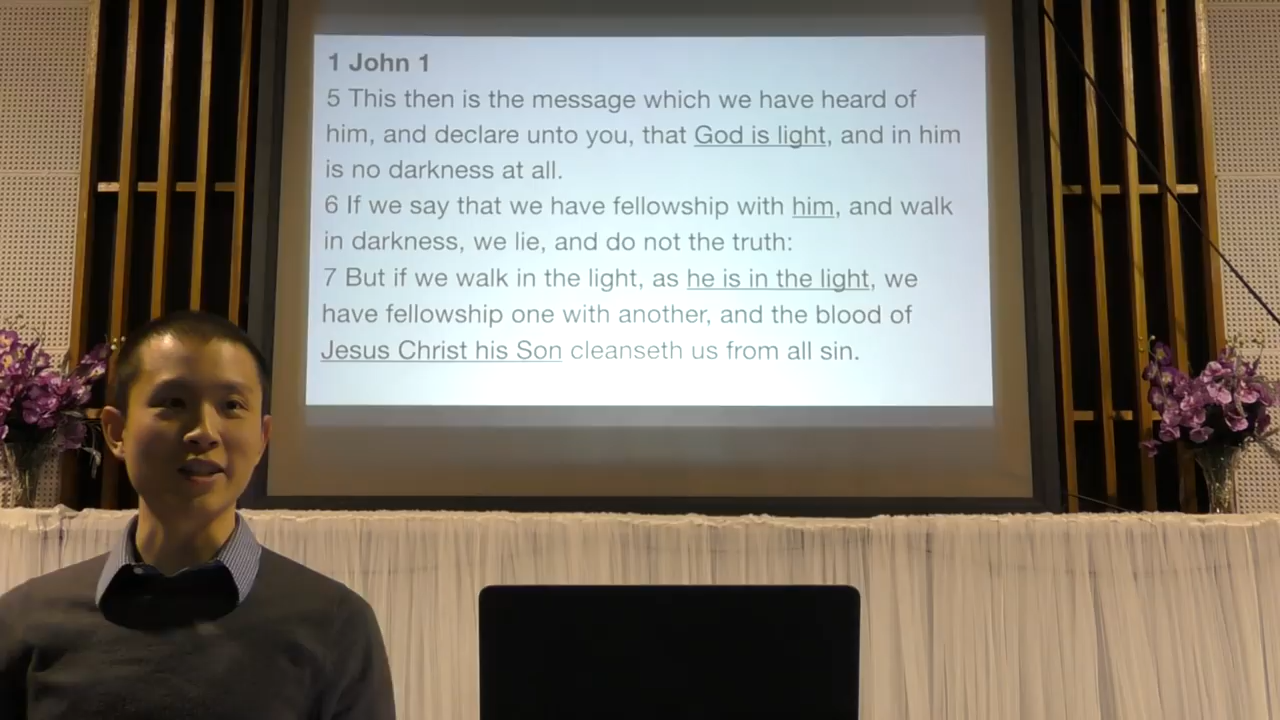 1 John 1
5 This then is the message which we have heard of
him, and declare unto you, that God is light, and in him
is no darkness at all.
6 If we say that we have fellowship with him, and walk
in darkness, we lie, and do not the truth:
7 But if we walk in the light, as he is in the light, we
have fellowship one with another, and the blood of
Jesus Christ his Son cleanseth us from all sin.